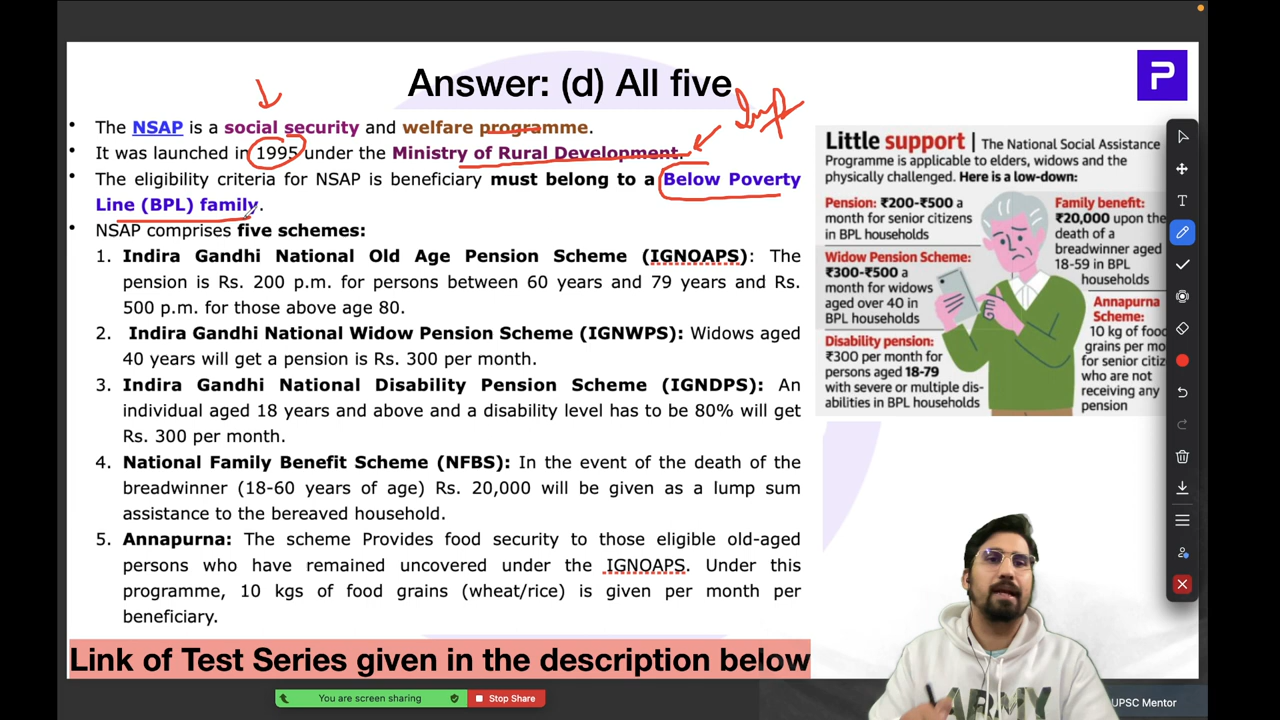 Answer: (d) All five
P
The NSAP is a social security and welfare programme.
It was launched in 1995 under the Ministry of Rural Development.
The eligibility criteria for NSAP is beneficiary must belong to a Below Poverty
Line (BPL) family.
NSAP comprises five schemes:
1. Indira Gandhi National Old Age Pension Scheme (IGNOAPS): The
pension is Rs. 200 p.m. for persons between 60 years and 79 years and Rs.
500 p.m. for those above age 80.
2. Indira Gandhi National Widow Pension Scheme (IGNWPS): Widows aged
40 years will get a pension is Rs. 300 per month.
3. Indira Gandhi National Disability Pension Scheme (IGNDPS): An
individual aged 18 years and above and a disability level has to be 80% will get
Rs. 300 per month.
4. National Family Benefit Scheme (NFBS): In the event of the death of the
breadwinner (18-60 years of age) Rs. 20,000 will be given as a lump sum
assistance to the bereaved household.
5. Annapurna: The scheme Provides food security to those eligible old-aged
persons who have remained uncovered under the IGNOAPS. Under this
programme, 10 kgs of food grains (wheat/rice) is given per month per
beneficiary.
Link of Test Series given in the description below
Little support | The National Social Assistance
Programme is applicable to elders, widows and the
physically challenged. Here is a low-down:
Pension: ₹200-₹500 a
month for senior citizens
in BPL households
Widow Pension Scheme:
₹300-₹500 a
month for widows
aged over 40 in
BPL households
Disability pension:
₹300 per month for
persons aged 18-79
with severe or multiple dis-
abilities in BPL households
Family benefit:
₹20,000 upon the
death of a
breadwinner aged
18-59 in BPL
households
Annapurna
Scheme:
10 kg of food
grains per mo
for senior citiz
who are not
receiving any
pension
T
You are screen sharing
Stop Share
ARMY
UPSC Mentor